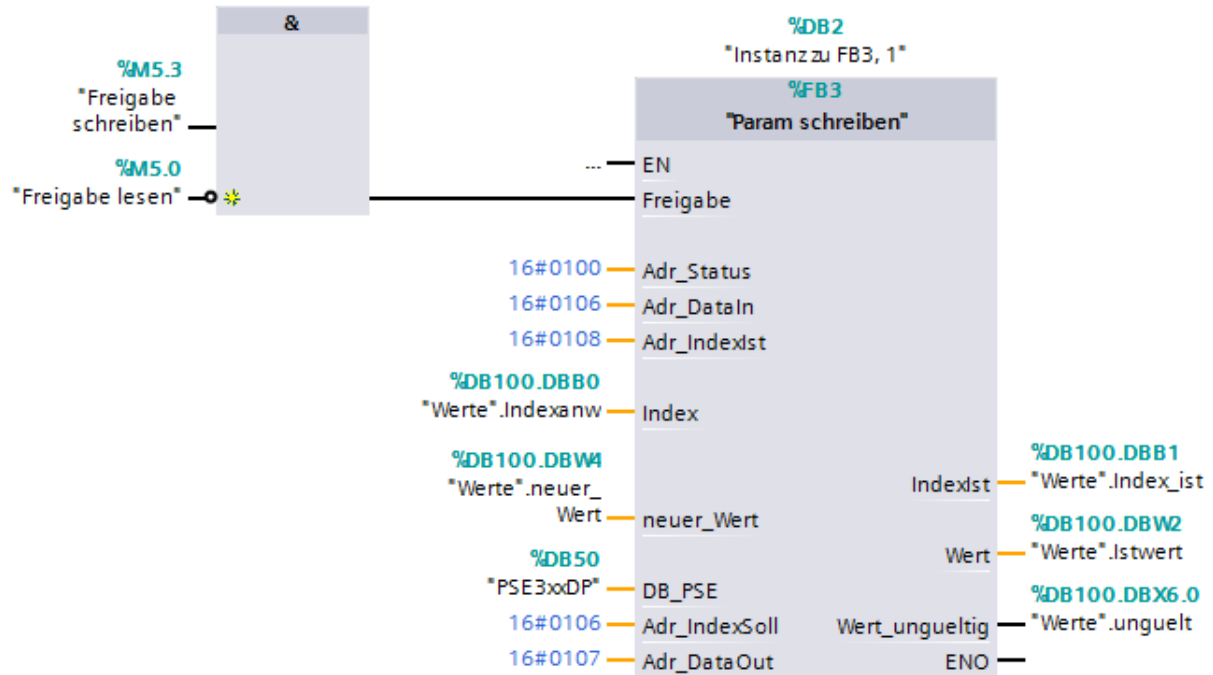 &
%M5.3
"Freigabe
schreiben"
%M5.0
"Freigabe lesen"
%DB2
"Instanz zu FB3, 1"
%FB3
"Param schreiben"
... EN
Freigabe
16#0100 Adr_Status
16#0106 Adr_DataIn
16#0108 Adr_IndexIst
%DB100.DBB0
"Werte".Indexanw Index
%DB100.DBW4
"Werte".neuer_
Wert neuer_Wert
%DB50
"PSE3xxDP" DB_PSE
16#0106 Adr_IndexSoll
16#0107 Adr_DataOut
%DB100.DBB1
IndexIst "Werte".Index_ist
%DB100.DBW2
Wert "Werte".Istwert
%DB100.DBX6.0
Wert_ungueltig "Werte".unguelt
ENO